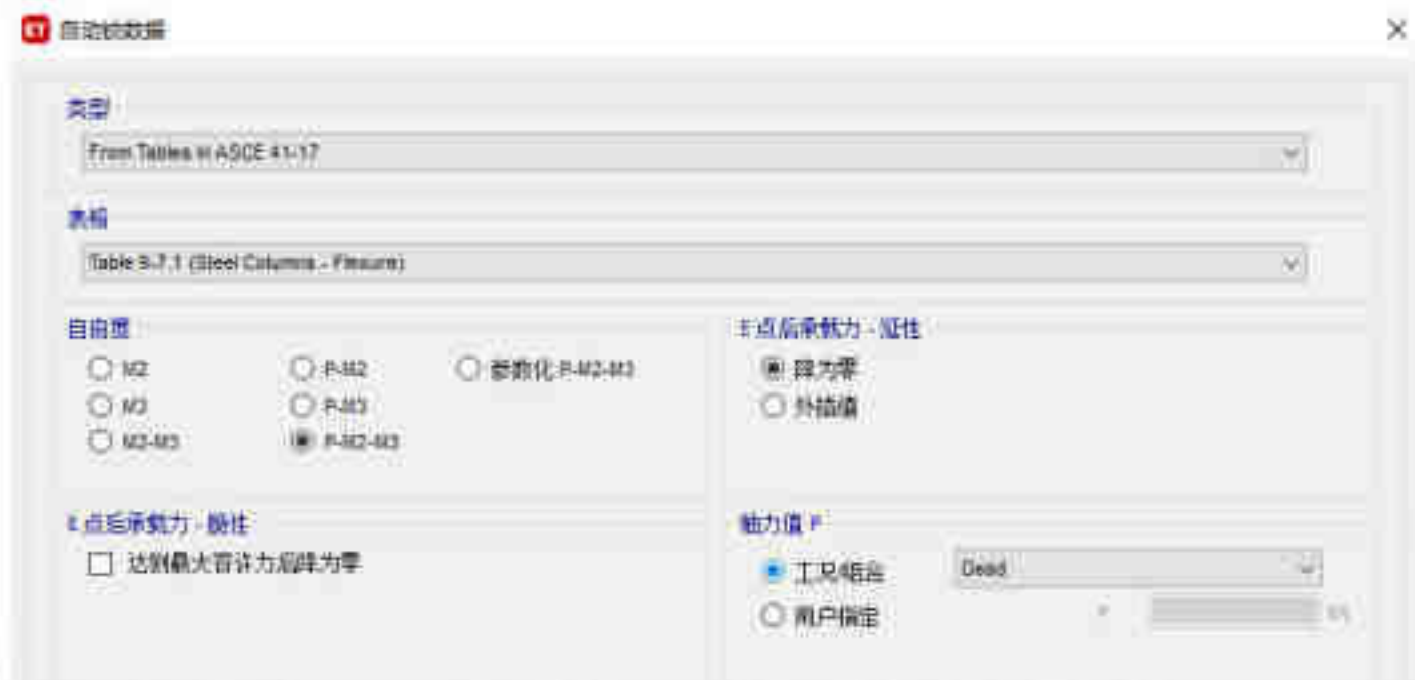 自动铰数据
类型
From Tables in ASCE 41-17
表格
Table 9-7.1 (Steel Columns - Flexure)
自由度
M2
P-M2
参数化 P-M2-M3
M3
P-M3
M2-M3
P-M2-M3
E 点后承载力 - 延性
降为零
外插值
E 点后承载力 - 脆性
达到最大容许力后降为零
轴力值 P
工况/组合
Dead
用户指定